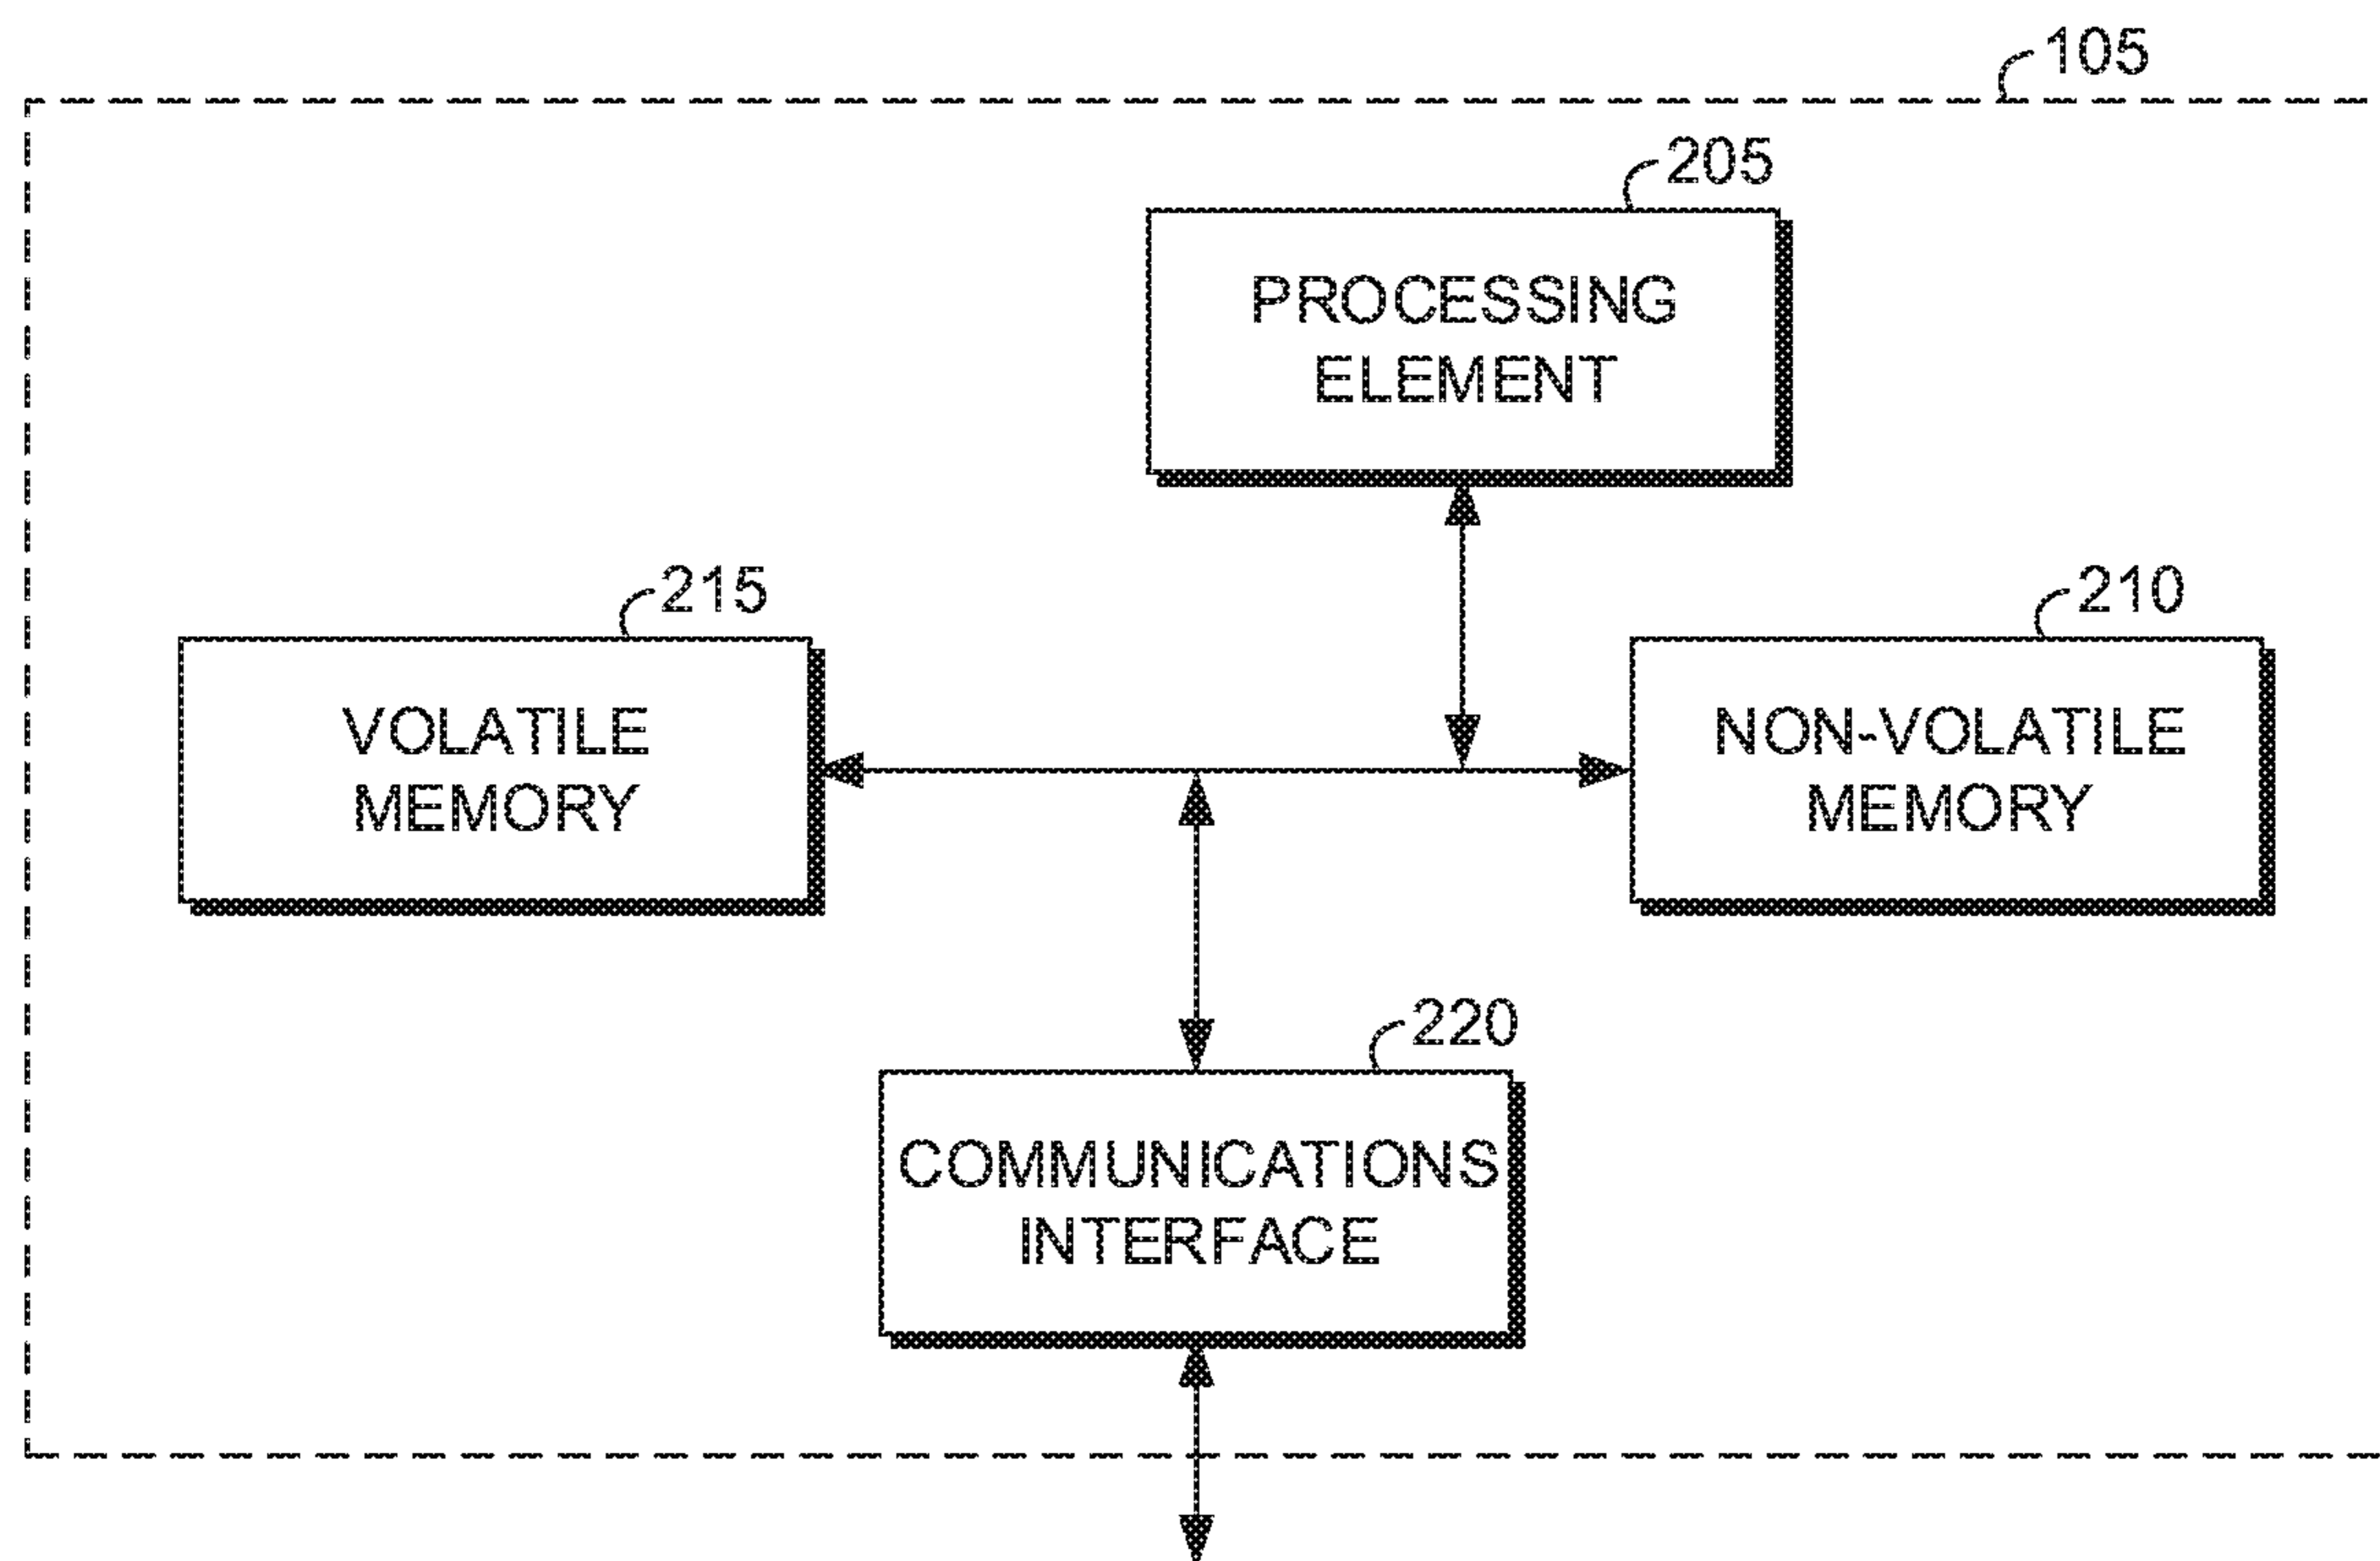 105
205
PROCESSING
ELEMENT
215
VOLATILE
MEMORY
210
NON-VOLATILE
MEMORY
220
COMMUNICATIONS
INTERFACE